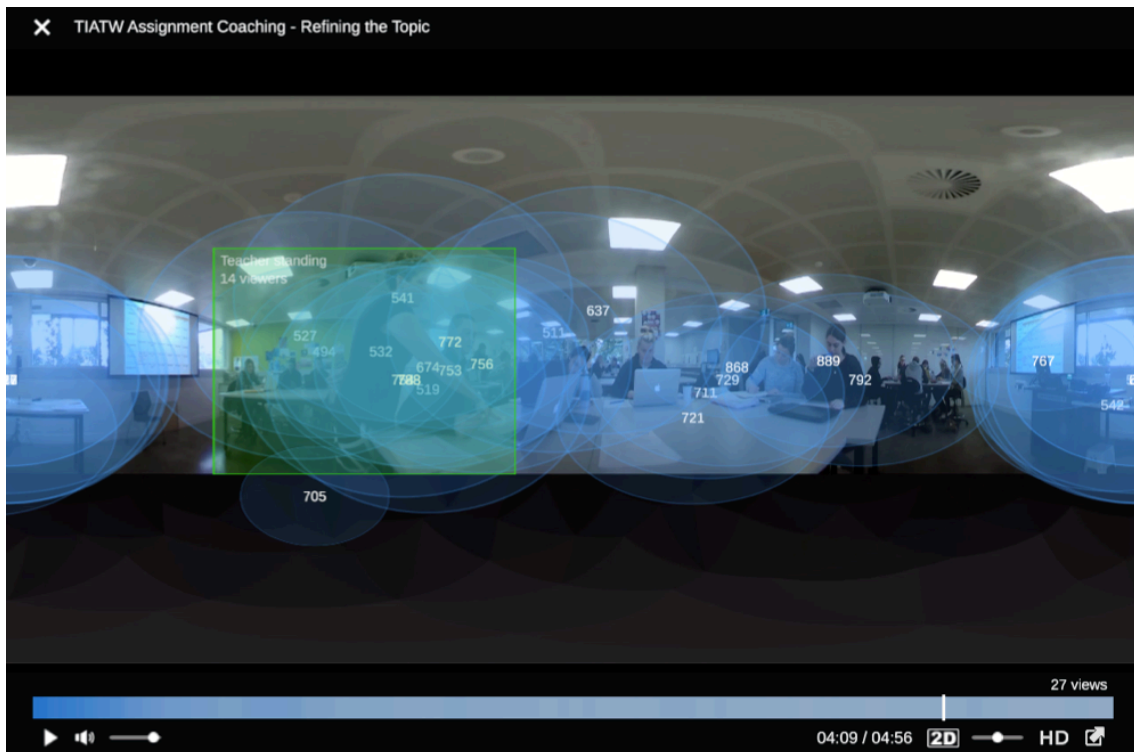 TIATW Assignment Coaching - Refining the Topic
Teacher standing
14 viewers
541
637
527
494
511
532
772
674
753
756
519
868
729
711
721
889
792
767
542
705
27 views
04:09 / 04:56
2D
HD